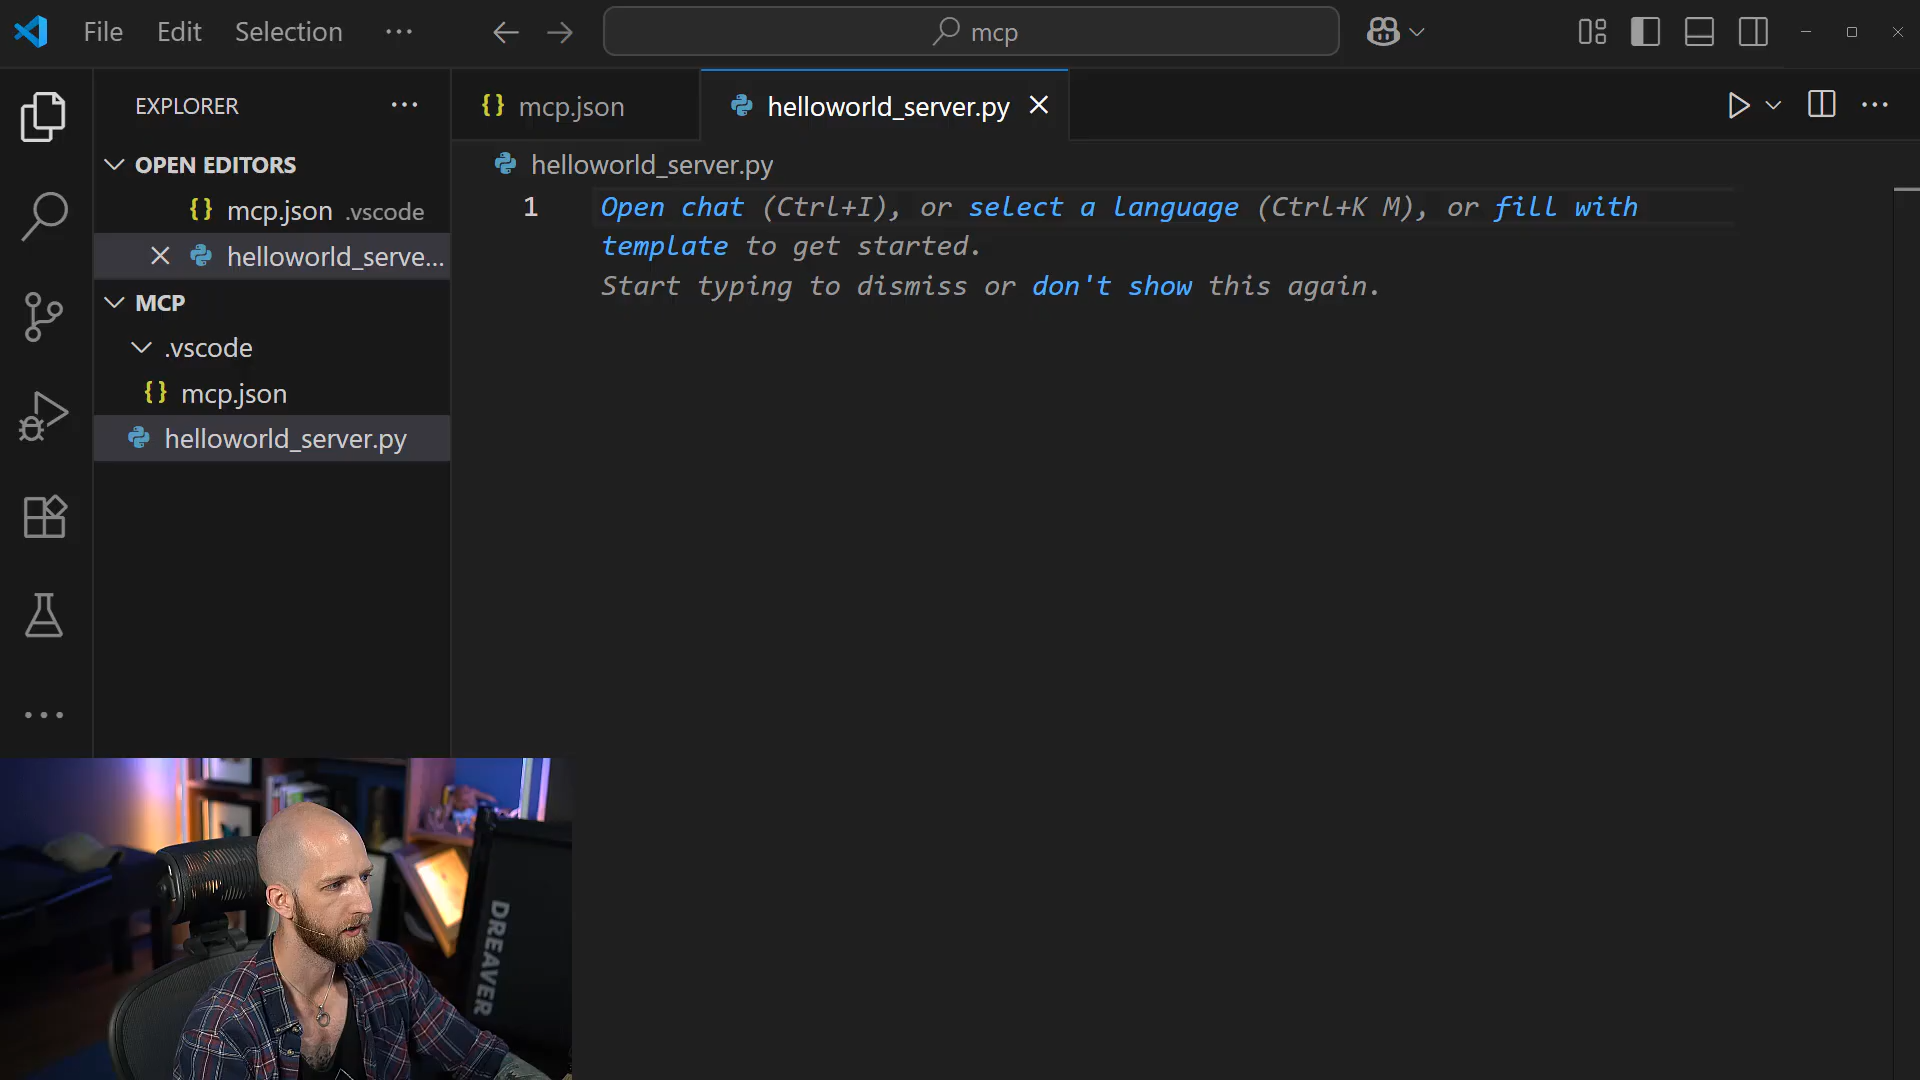 File Edit Selection ··· mcp
EXPLORER ···
mcp.json
helloworld_server.py
OPEN EDITORS
mcp.json .vscode
helloworld_serve...
MCP
.vscode
mcp.json
helloworld_server.py
helloworld_server.py
1 Open chat (Ctrl+I), or select a language (Ctrl+K M), or fill with
template to get started.
Start typing to dismiss or don't show this again.
DREAVER